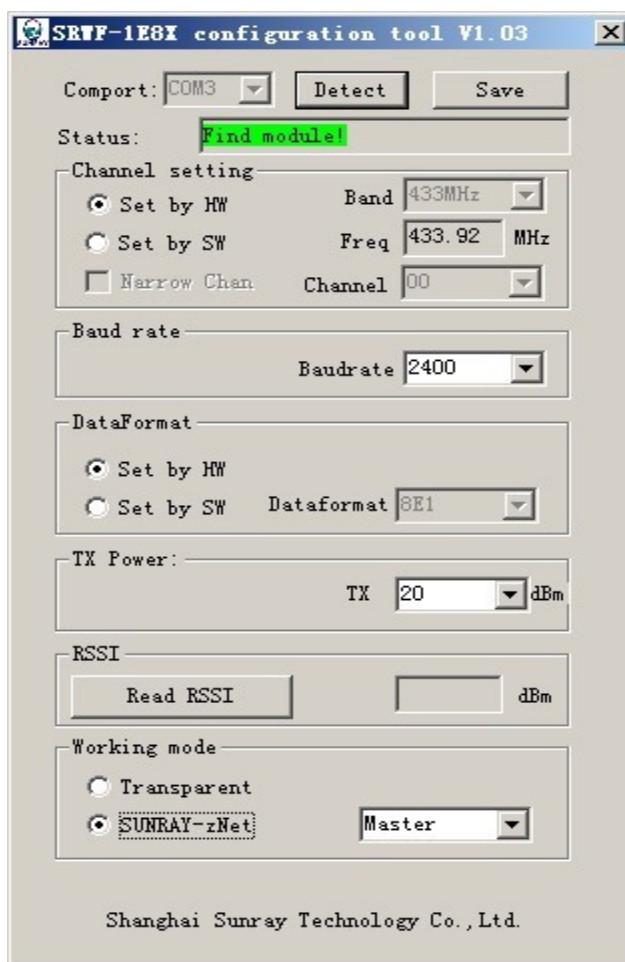 SRWF-1E8X configuration tool V1.03
Comport: COM3 Detect Save
Status: Find module!
Channel setting
Set by HW Band 433MHz
Set by SW Freq 433.92 MHz
Narrow Chan Channel 00
Baud rate
Baudrate 2400
DataFormat
Set by HW
Set by SW Dataformat 8E1
TX Power:
TX 20 dBm
RSSI
Read RSSI dBm
Working mode
Transparent
SUNRAY-zNet Master
Shanghai Sunray Technology Co.,Ltd.